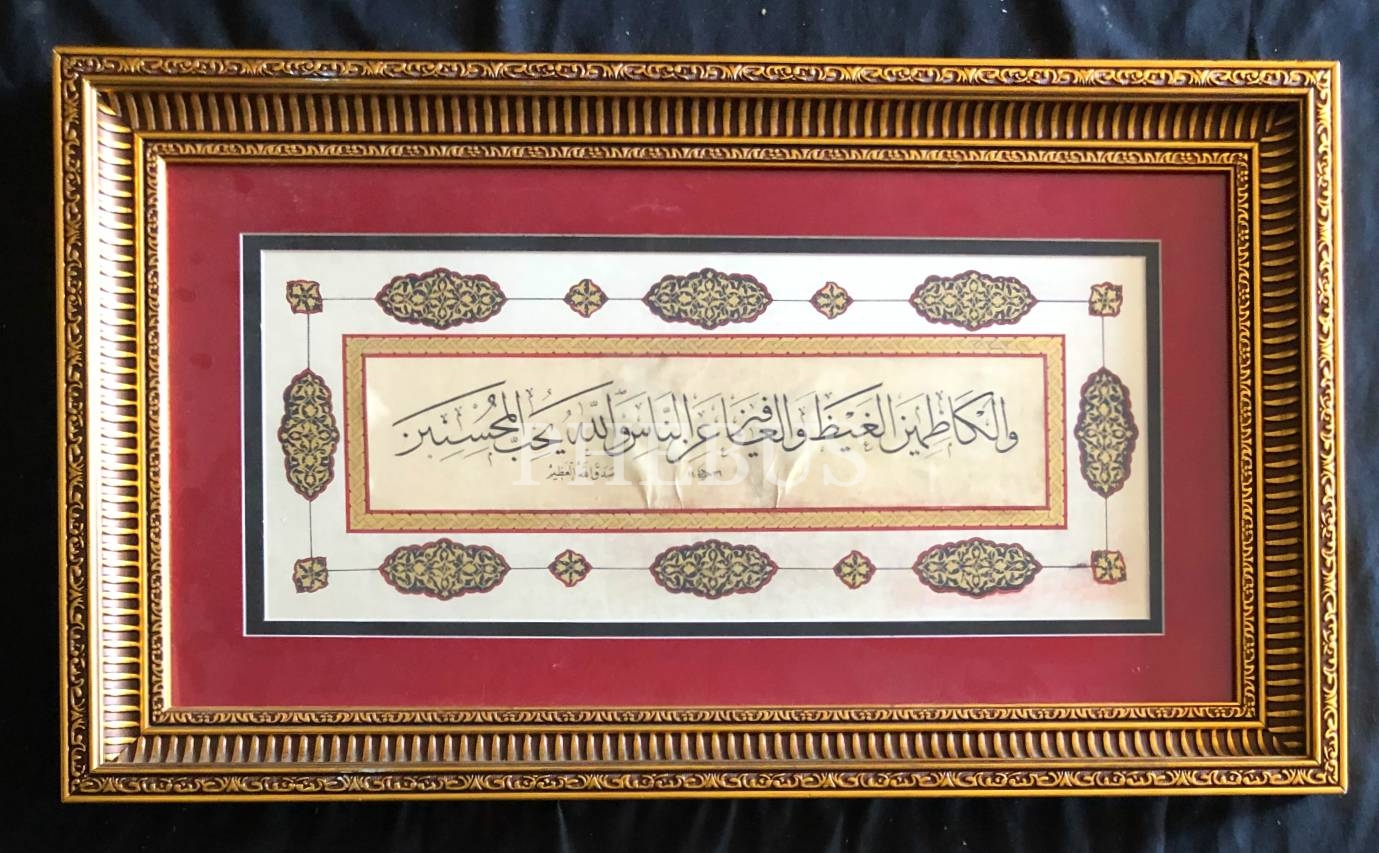 والكاظمين الغيظ والعافين عن الناس والله يحب المحسنين
صدق الله العظيم
PHEBUS